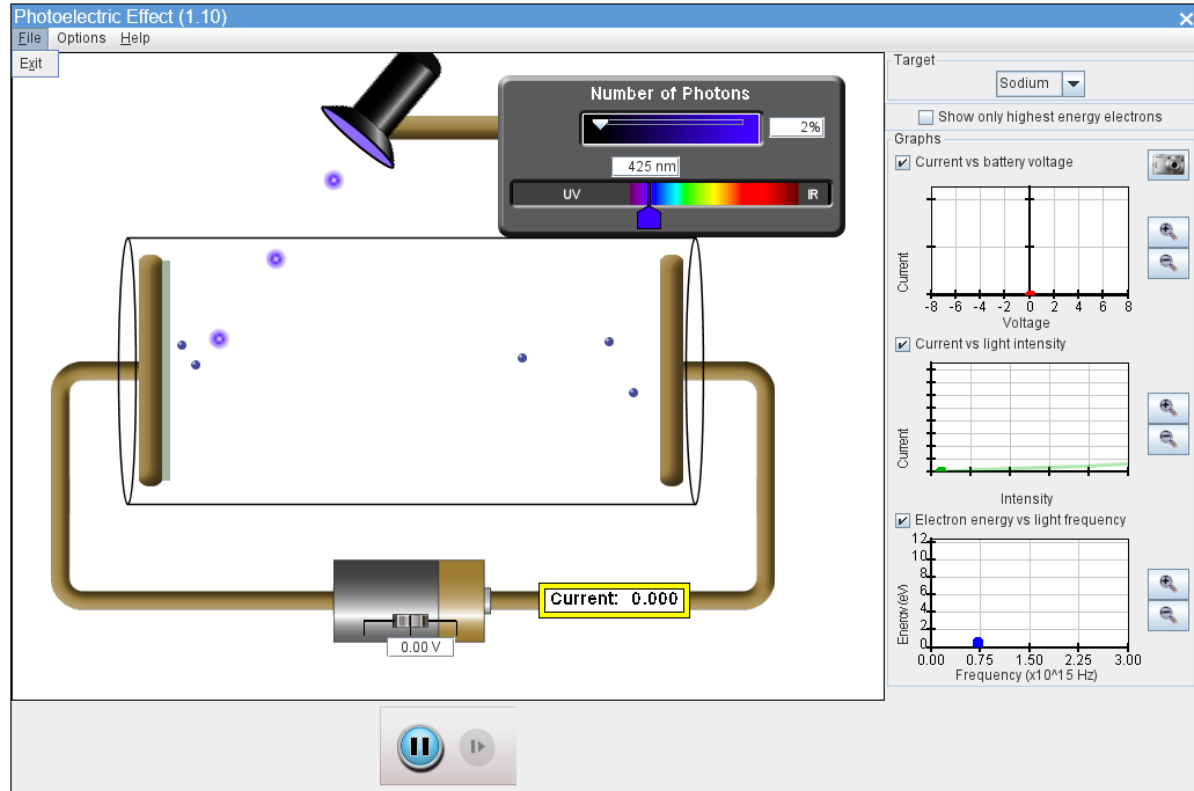 Photoelectric Effect (1.10)
File Options Help
Exit
Number of Photons
2%
425 nm
UV
IR
Current: 0.000
0.00 V
Target
Sodium
Show only highest energy electrons
Graphs
Current vs battery voltage
Current
-8 -6 -4 -2 0 2 4 6 8
Voltage
Current vs light intensity
Current
Intensity
Electron energy vs light frequency
Energy (eV)
12
10
8
6
4
2
0
0.00 0.75 1.50 2.25 3.00
Frequency (x10^15 Hz)